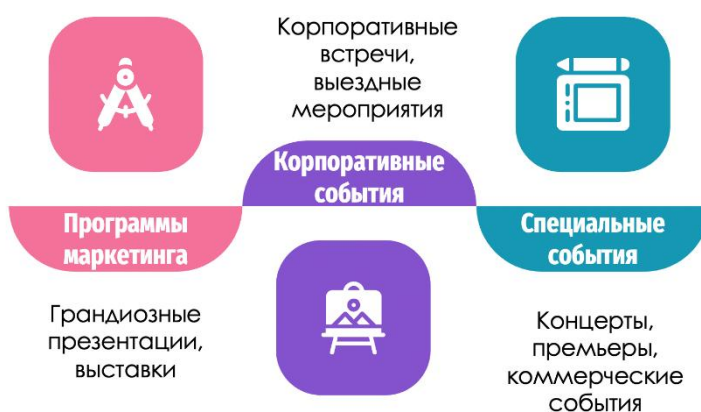 Корпоративные
встречи,
выездные
мероприятия
Корпоративные
события
Программы
маркетинга
Специальные
события
Грандиозные
презентации,
выставки
Концерты,
премьеры,
коммерческие
события